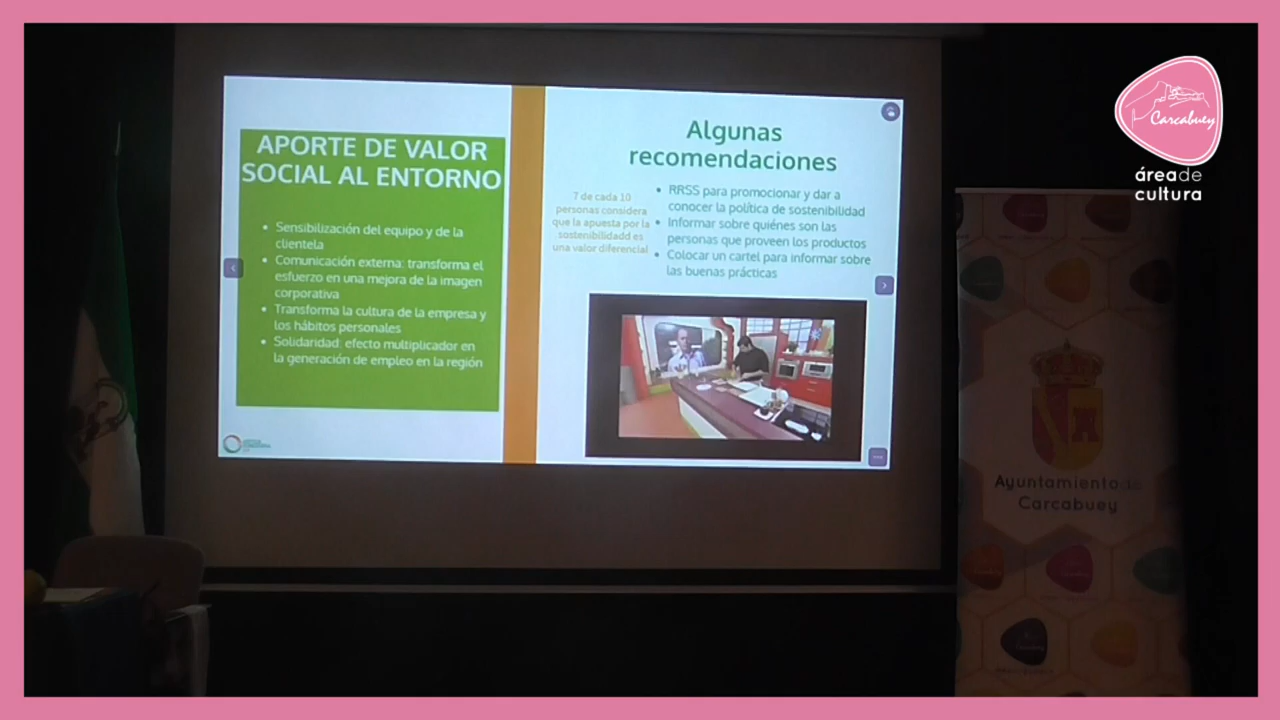 APORTE DE VALOR
SOCIAL AL ENTORNO
Sensibilización del equipo y de la
clientela
Comunicación externa: transforma el
esfuerzo en una mejora de la imagen
corporativa
Transforma la cultura de la empresa y
los hábitos personales
Solidaridad: efecto multiplicador en
la generación de empleo en la región
Algunas
recomendaciones
7 de cada 10
personas considera
que la apuesta por la
sostenibilidadd es
una valor diferencial
RRSS para promocionar y dar a
conocer la política de sostenibilidad
Informar sobre quiénes son las
personas que proveen los productos
Colocar un cartel para informar sobre
las buenas prácticas
Carcabuey
área de
cultura
Ayuntamiento de
Carcabuey